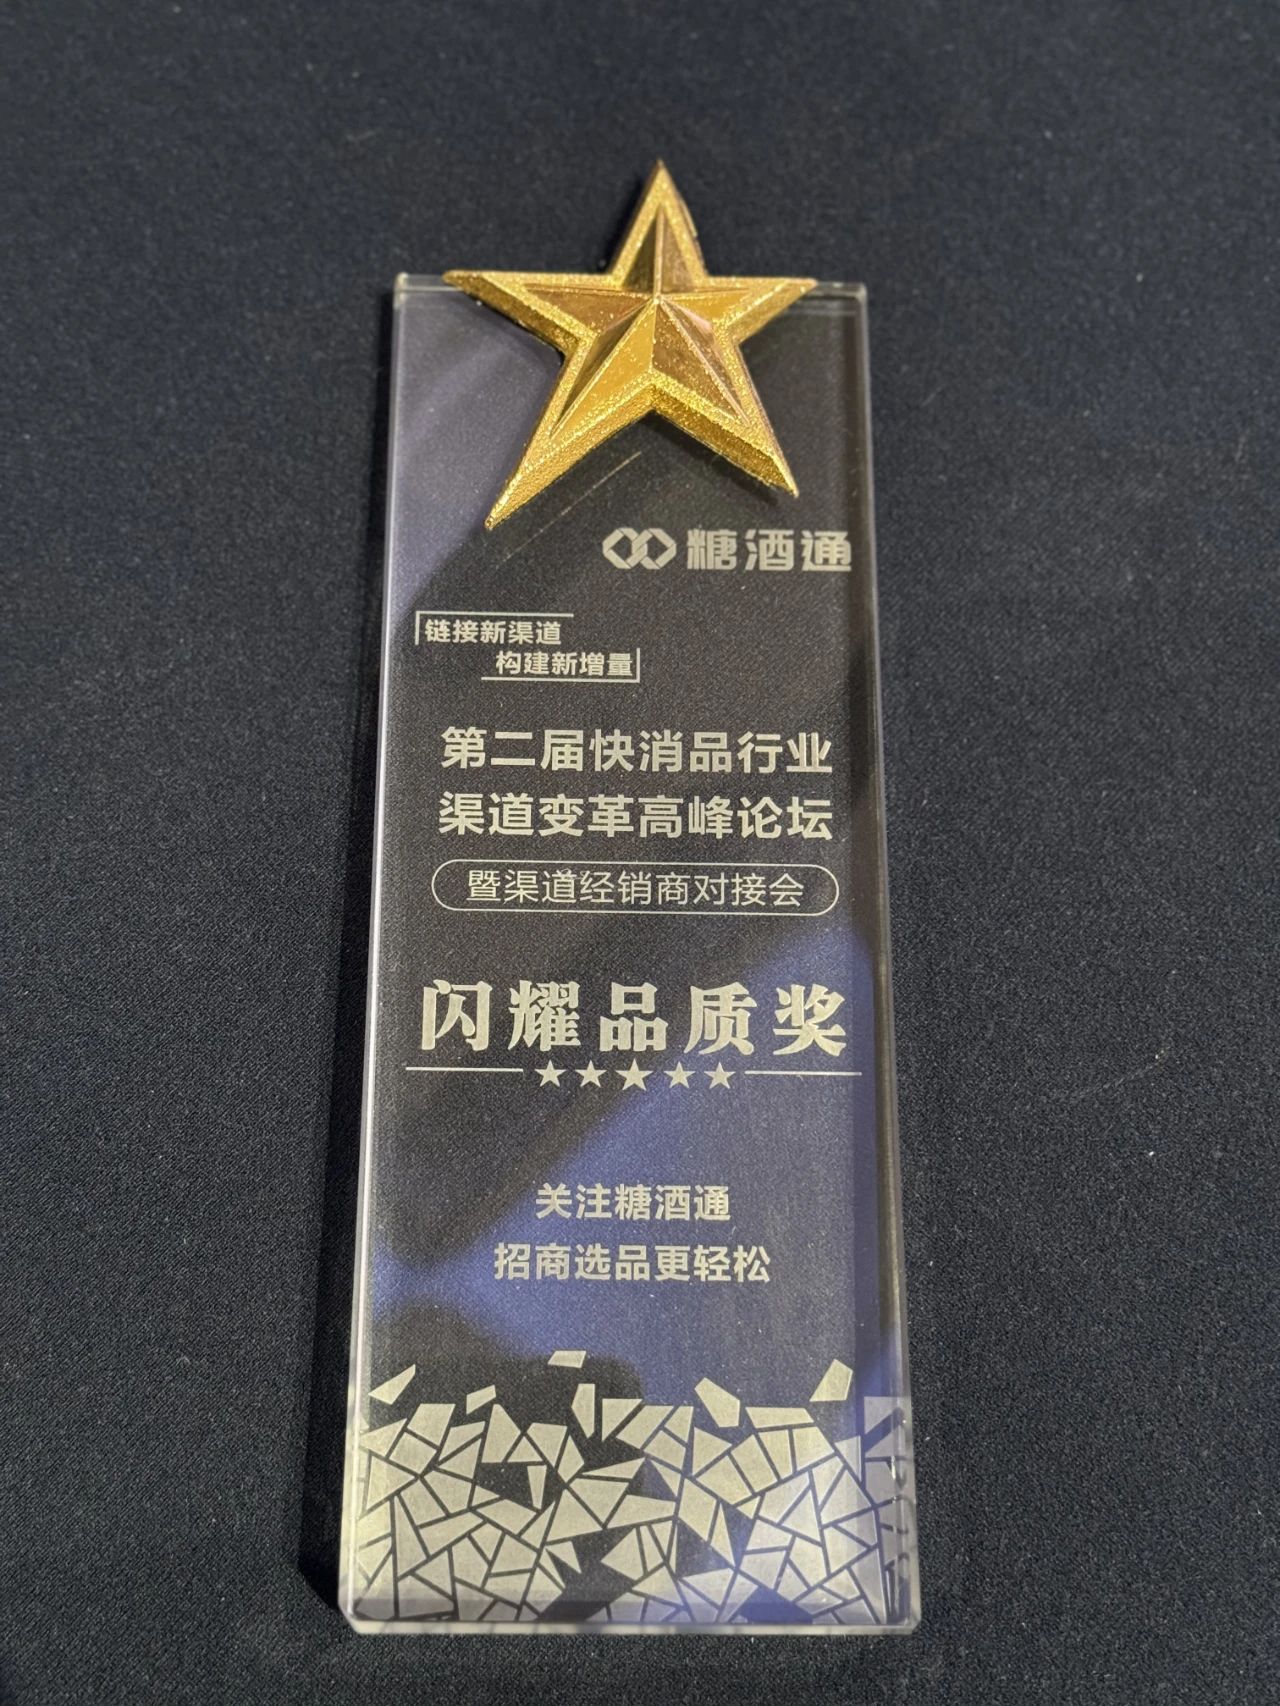 糖酒通
链接新渠道
构建新增量
第二届快消品行业
渠道变革高峰论坛
暨渠道经销商对接会
闪耀品质奖
关注糖酒通
招商选品更轻松